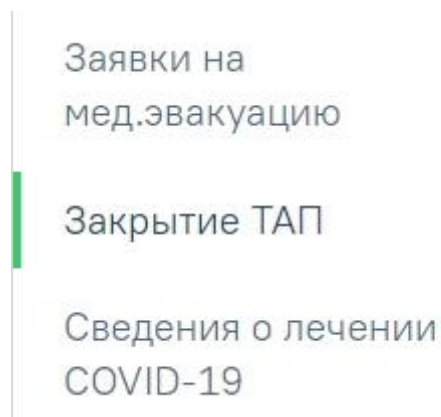 Заявки на
мед.эвакуацию
Закрытие ТАП
Сведения о лечении
COVID-19